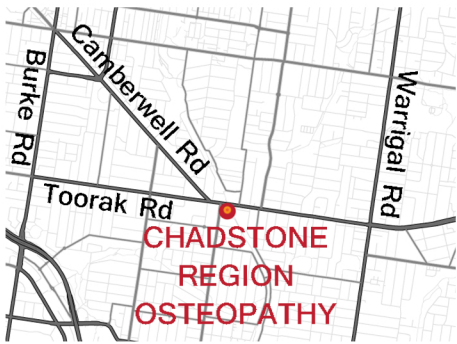 Camberwell Rd
Burke Rd
Warrigal Rd
Toorak Rd
CHADSTONE
REGION
OSTEOPATHY